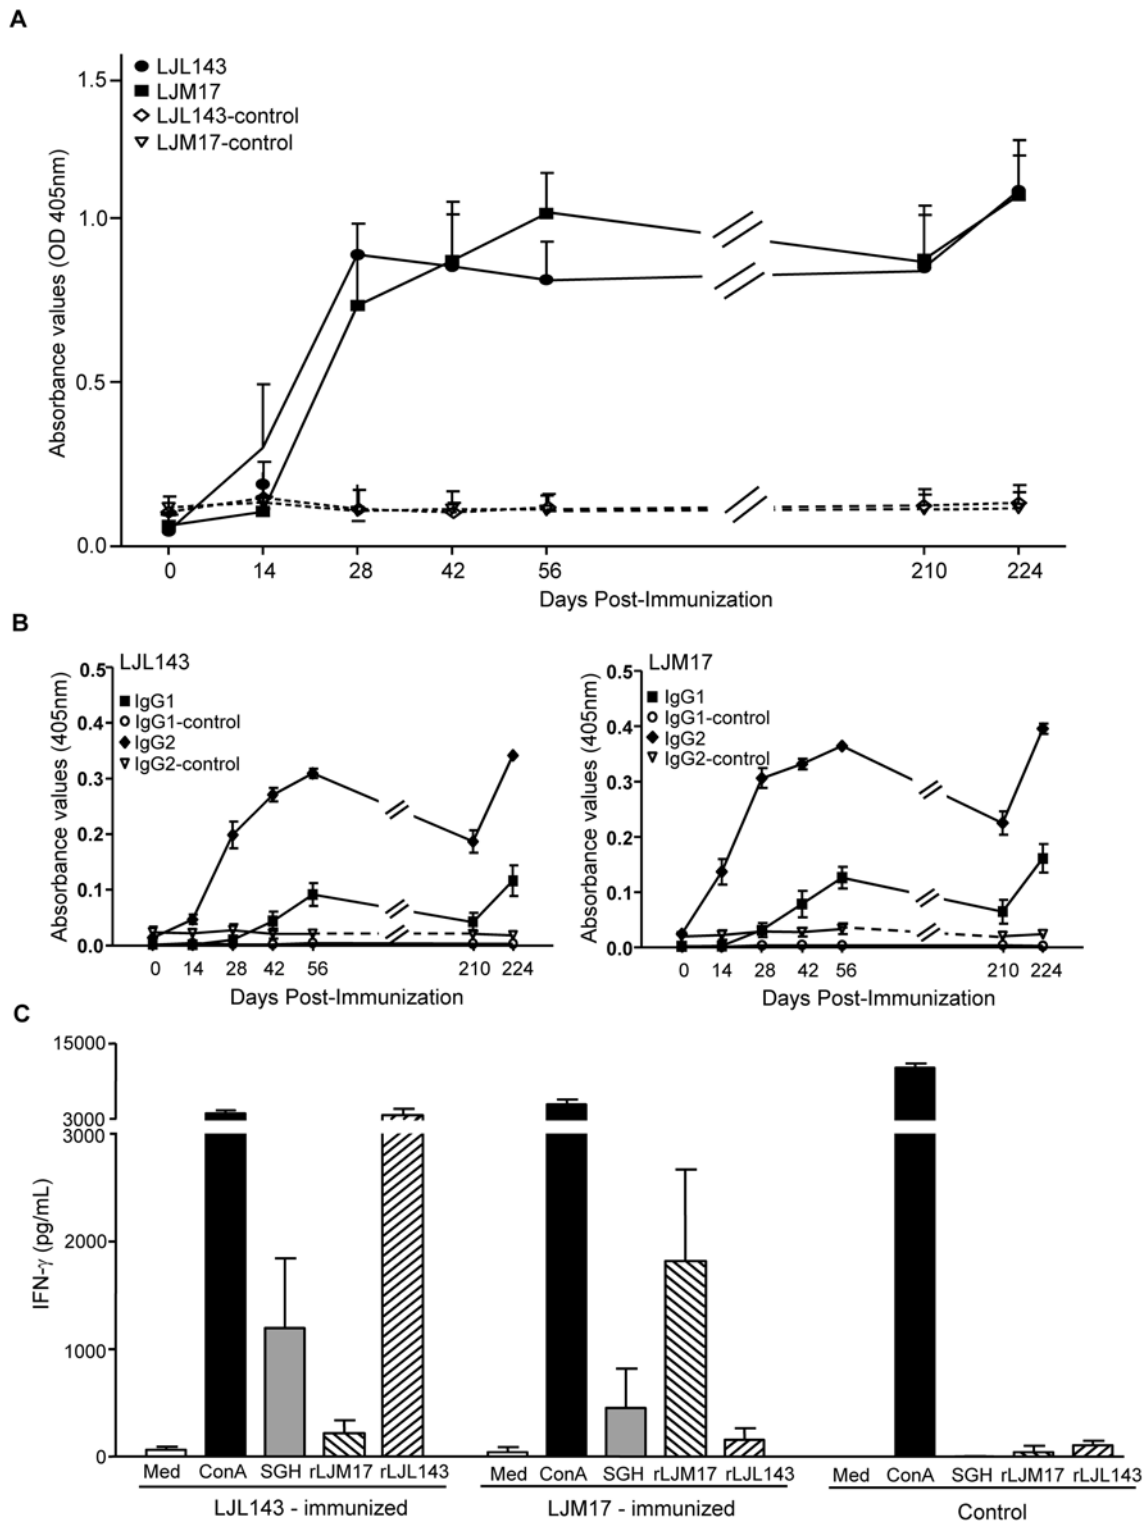 A
LJL143
LJM17
LJL143-control
LJM17-control
Absorbance values (OD 405nm)
1.5
1.0
0.5
0.0
0 14 28 42 56 210 224
Days Post-Immunization
B
LJL143
IgG1
IgG1-control
IgG2
IgG2-control
Absorbance values (405nm)
0.5
0.4
0.3
0.2
0.1
0.0
0 14 28 42 56 210 224
Days Post-Immunization
LJM17
IgG1
IgG1-control
IgG2
IgG2-control
Absorbance values (405nm)
0.5
0.4
0.3
0.2
0.1
0.0
0 14 28 42 56 210 224
Days Post-Immunization
C
IFN-γ (pg/mL)
15000
3000
3000
2000
1000
0
Med ConA SGH rLJM17 rLJL143 Med ConA SGH rLJM17 rLJL143 Med ConA SGH rLJM17 rLJL143
LJL143 - immunized LJM17 - immunized Control